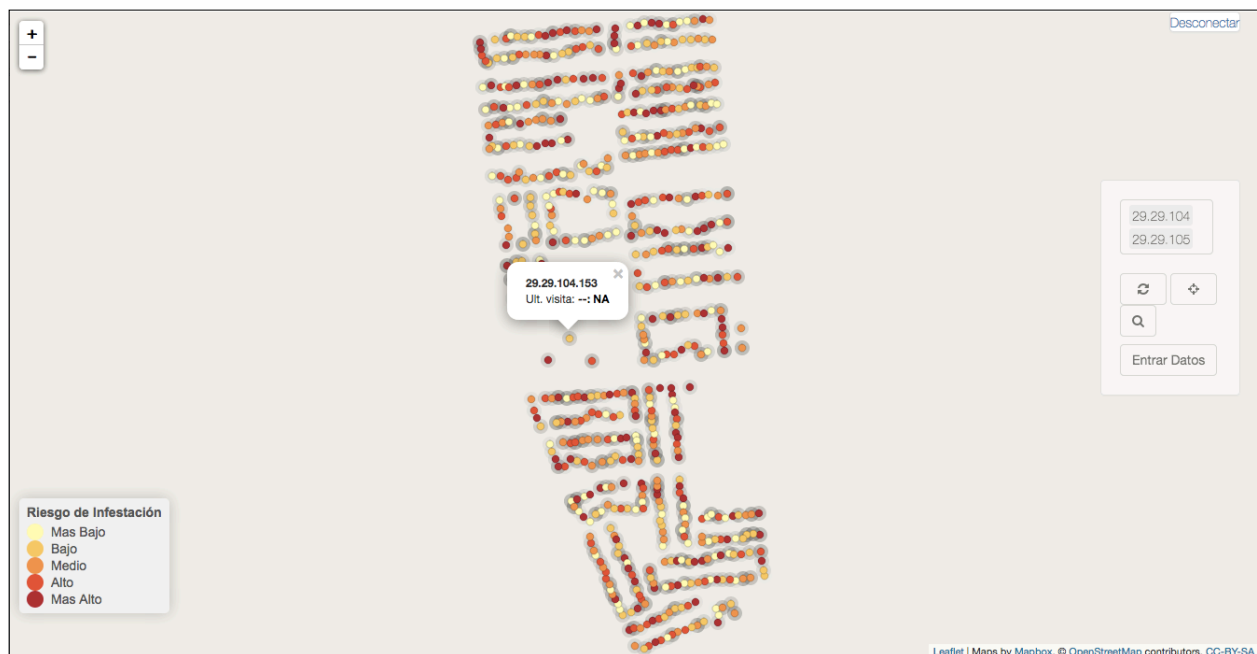 +
−
Desconectar
29.29.104
29.29.105
29.29.104.153
Ult. visita: --: NA
Entrar Datos
Riesgo de Infestación
Mas Bajo
Bajo
Medio
Alto
Mas Alto
Leaflet | Maps by Mapbox, © OpenStreetMap contributors, CC-BY-SA